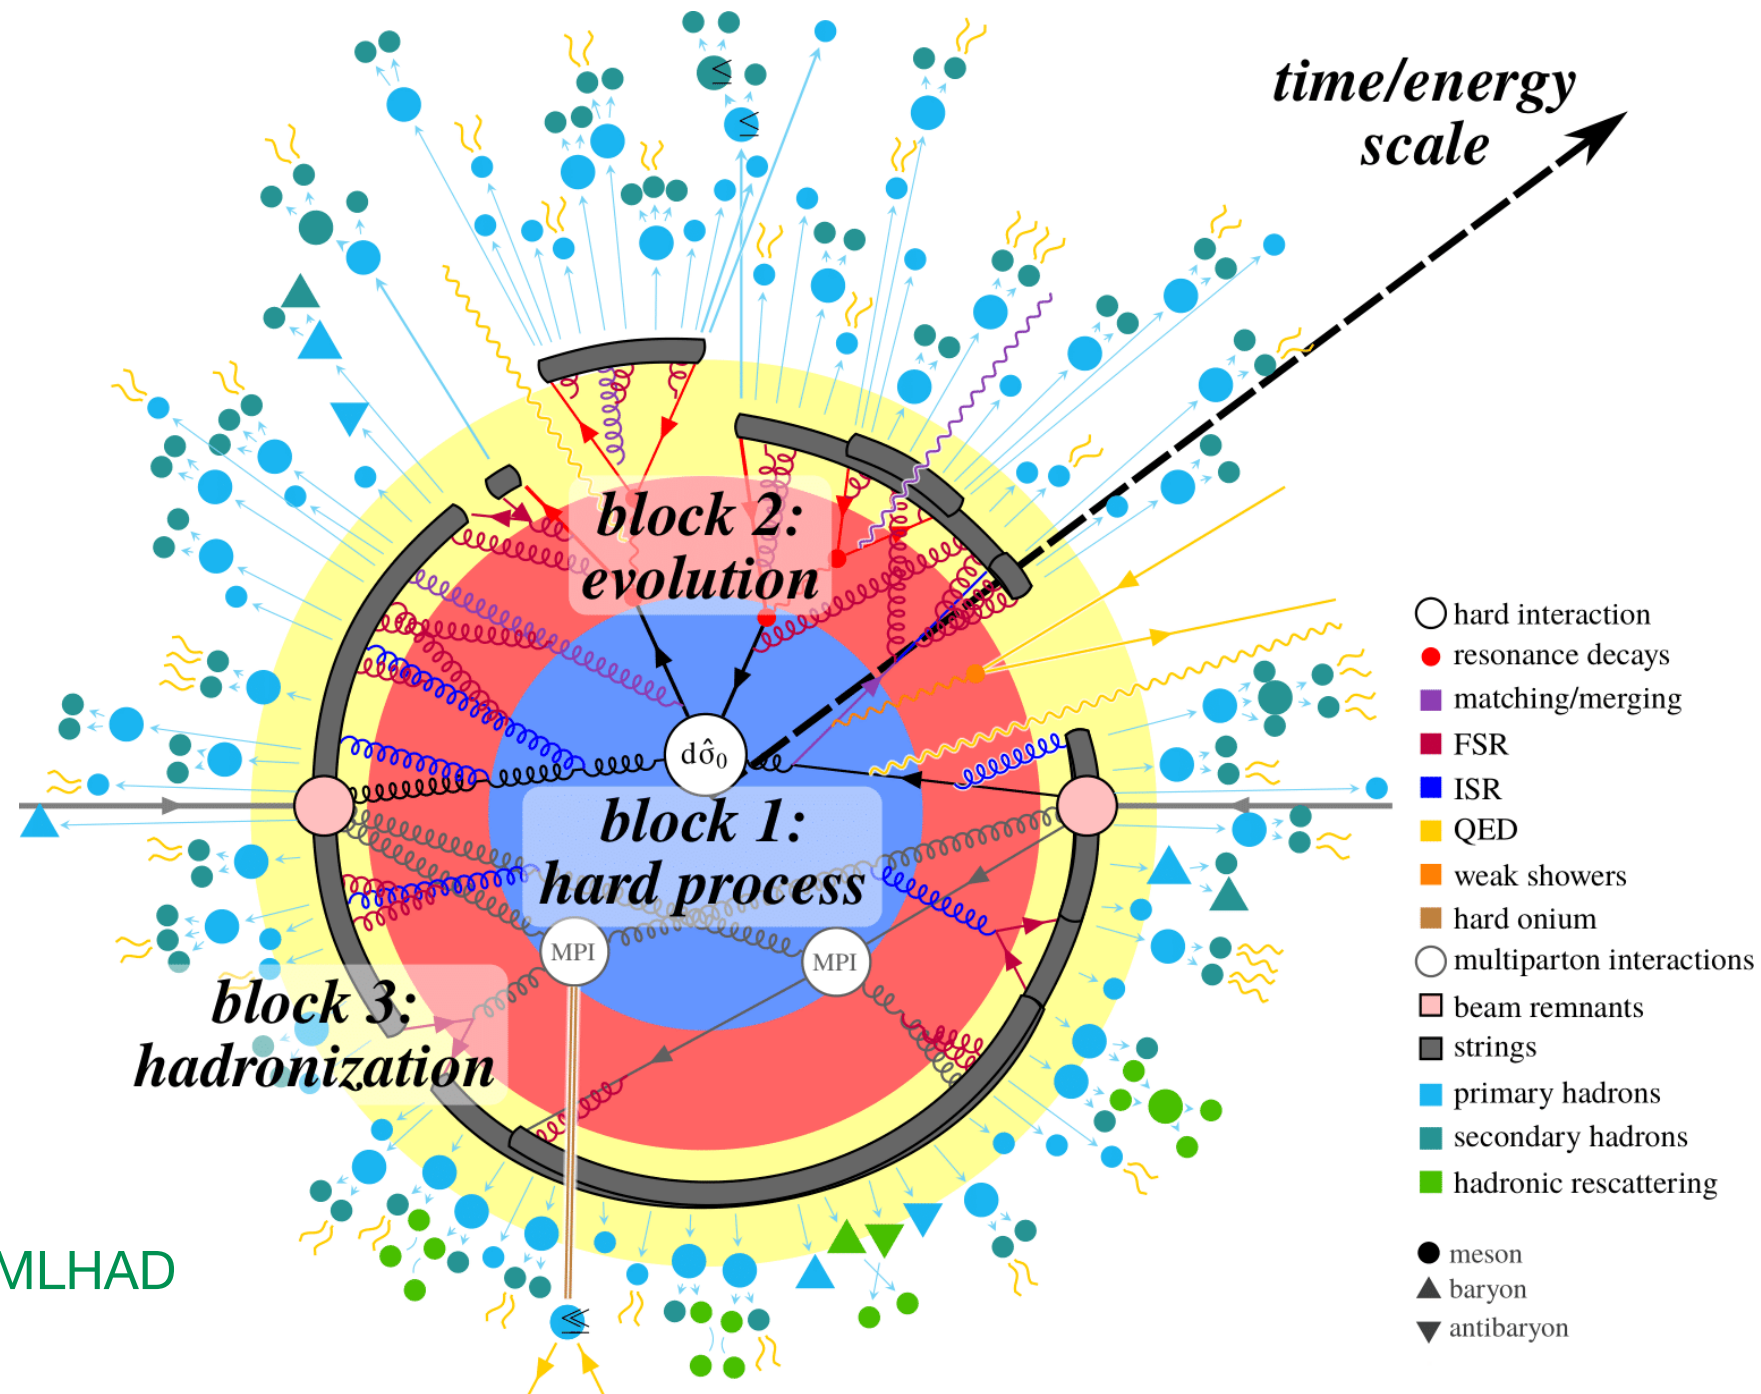 time/energy
scale
block 2:
evolution
dσ̂₀
block 1:
hard process
MPI
MPI
block 3:
hadronization
MLHAD
hard interaction
resonance decays
matching/merging
FSR
ISR
QED
weak showers
hard onium
multiparton interactions
beam remnants
strings
primary hadrons
secondary hadrons
hadronic rescattering
meson
baryon
antibaryon